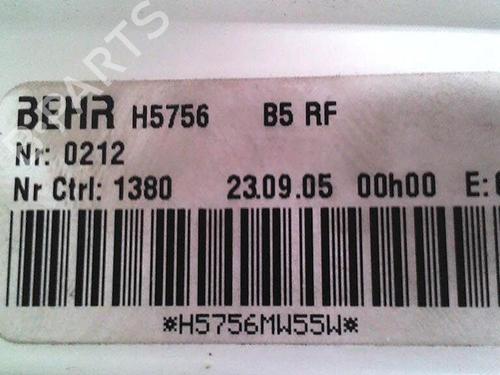 BEHR H5756 B5 RF
Nr: 0212
Nr Ctrl: 1380 23.09.05 00h00 E:
*H5756MW55W*